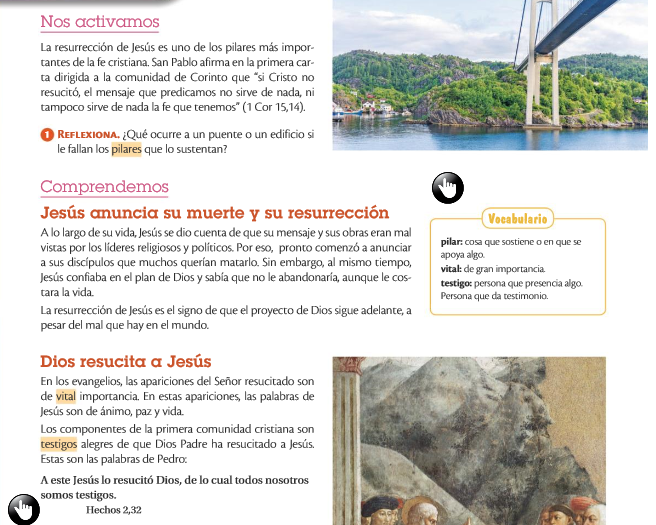 Nos activamos
La resurrección de Jesús es uno de los pilares más impor-
tantes de la fe cristiana. San Pablo afirma en la primera car-
ta dirigida a la comunidad de Corinto que “si Cristo no
resucitó, el mensaje que predicamos no sirve de nada, ni
tampoco sirve de nada la fe que tenemos” (1 Cor 15,14).
1 REFLEXIONA. ¿Qué ocurre a un puente o un edificio si
le fallan los pilares que lo sustentan?
Comprendemos
Jesús anuncia su muerte y su resurrección
A lo largo de su vida, Jesús se dio cuenta de que su mensaje y sus obras eran mal
vistas por los líderes religiosos y políticos. Por eso, pronto comenzó a anunciar
a sus discípulos que muchos querían matarlo. Sin embargo, al mismo tiempo,
Jesús confiaba en el plan de Dios y sabía que no le abandonaría, aunque le cos-
tara la vida.
La resurrección de Jesús es el signo de que el proyecto de Dios sigue adelante, a
pesar del mal que hay en el mundo.
Vocabulario
pilar: cosa que sostiene o en que se
apoya algo.
vital: de gran importancia.
testigo: persona que presencia algo.
Persona que da testimonio.
Dios resucita a Jesús
En los evangelios, las apariciones del Señor resucitado son
de vital importancia. En estas apariciones, las palabras de
Jesús son de ánimo, paz y vida.
Los componentes de la primera comunidad cristiana son
testigos alegres de que Dios Padre ha resucitado a Jesús.
Estas son las palabras de Pedro:
A este Jesús lo resucitó Dios, de lo cual todos nosotros
somos testigos.
Hechos 2,32